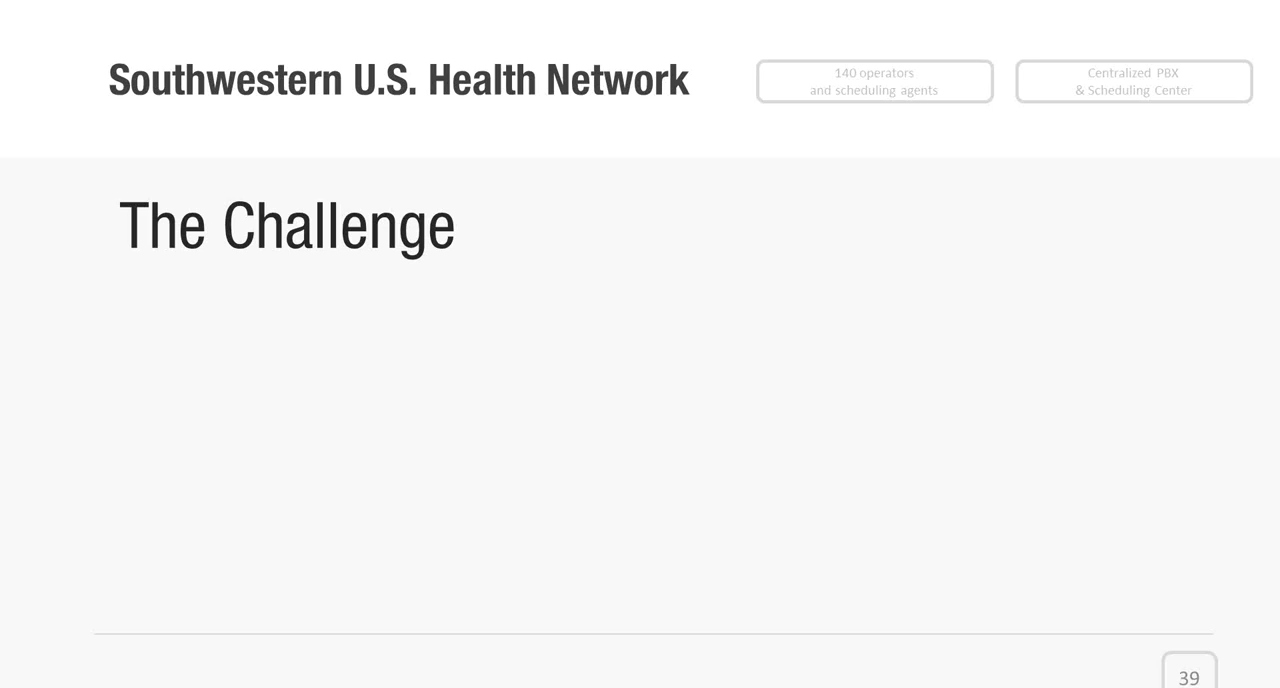 Southwestern U.S. Health Network
140 operators
and scheduling agents
Centralized PBX
& Scheduling Center
The Challenge
39